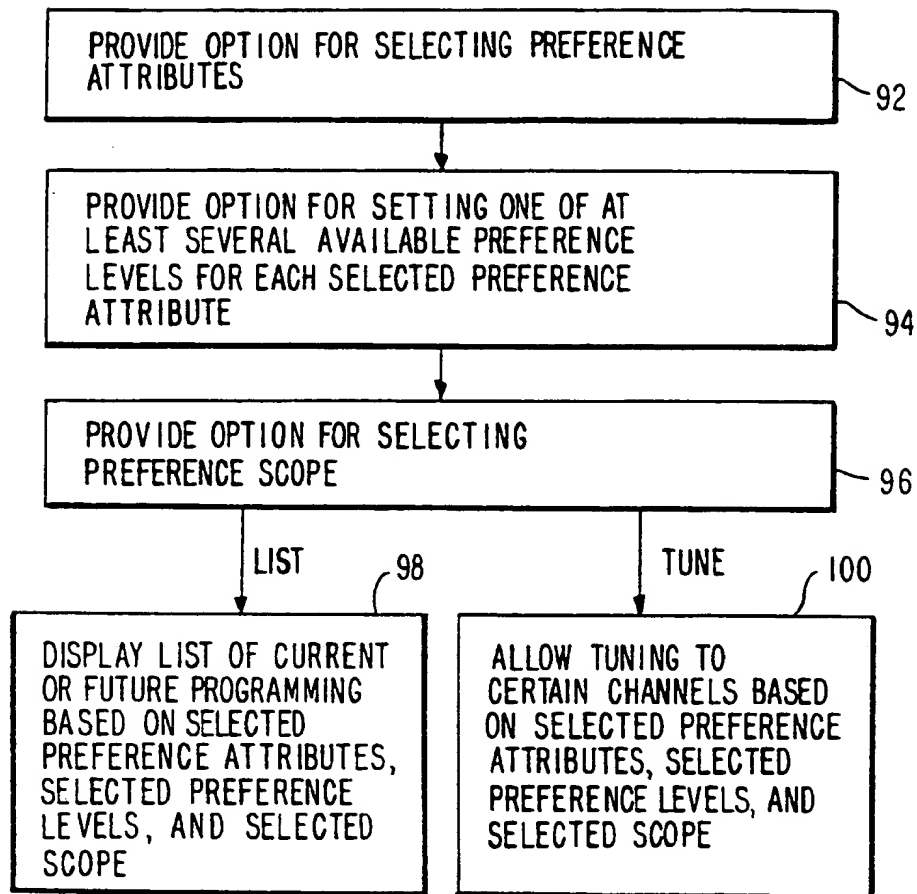 PROVIDE OPTION FOR SELECTING PREFERENCE
ATTRIBUTES
92
PROVIDE OPTION FOR SETTING ONE OF AT
LEAST SEVERAL AVAILABLE PREFERENCE
LEVELS FOR EACH SELECTED PREFERENCE
ATTRIBUTE
94
PROVIDE OPTION FOR SELECTING
PREFERENCE SCOPE
96
LIST
98
TUNE
100
DISPLAY LIST OF CURRENT
OR FUTURE PROGRAMMING
BASED ON SELECTED
PREFERENCE ATTRIBUTES,
SELECTED PREFERENCE
LEVELS, AND SELECTED
SCOPE
ALLOW TUNING TO
CERTAIN CHANNELS BASED
ON SELECTED PREFERENCE
ATTRIBUTES, SELECTED
PREFERENCE LEVELS, AND
SELECTED SCOPE